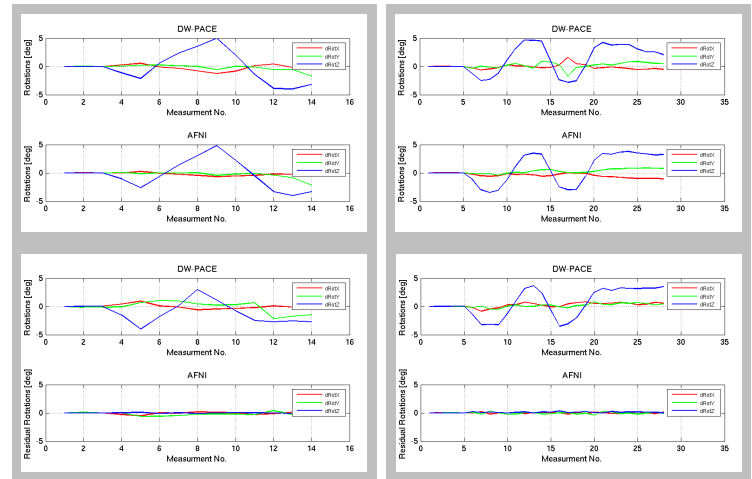 DW-PACE
Rotations [deg]
5
0
-5
0 2 4 6 8 10 12 14 16
dRotX
dRotY
dRotZ
Measurment No.
AFNI
Rotations [deg]
5
0
-5
0 2 4 6 8 10 12 14 16
dRotX
dRotY
dRotZ
Measurment No.
DW-PACE
Rotations [deg]
5
0
-5
0 5 10 15 20 25 30 35
dRotX
dRotY
dRotZ
Measurment No.
AFNI
Rotations [deg]
5
0
-5
0 5 10 15 20 25 30 35
dRotX
dRotY
dRotZ
Measurment No.
DW-PACE
Rotations [deg]
5
0
-5
0 2 4 6 8 10 12 14 16
dRotX
dRotY
dRotZ
Measurment No.
AFNI
Residual Rotations [deg]
5
0
-5
0 2 4 6 8 10 12 14 16
dRotX
dRotY
dRotZ
Measurment No.
DW-PACE
Rotations [deg]
5
0
-5
0 5 10 15 20 25 30 35
dRotX
dRotY
dRotZ
Measurment No.
AFNI
Residual Rotations [deg]
5
0
-5
0 5 10 15 20 25 30 35
dRotX
dRotY
dRotZ
Measurment No.